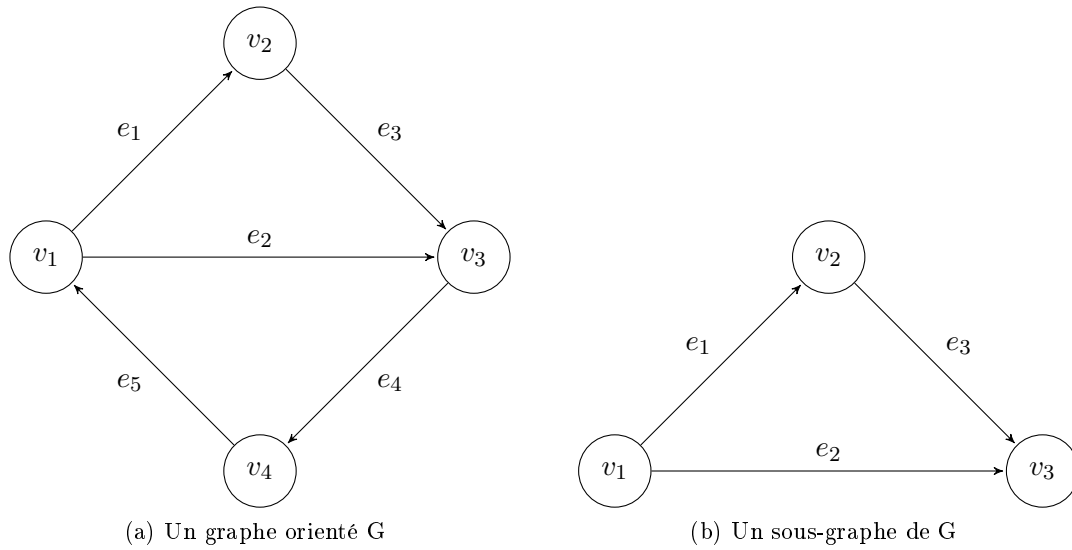 v2
e1
e3
v1
e2
v3
e5
e4
v4
(a) Un graphe orienté G
v2
e1
e3
v1
e2
v3
(b) Un sous-graphe de G